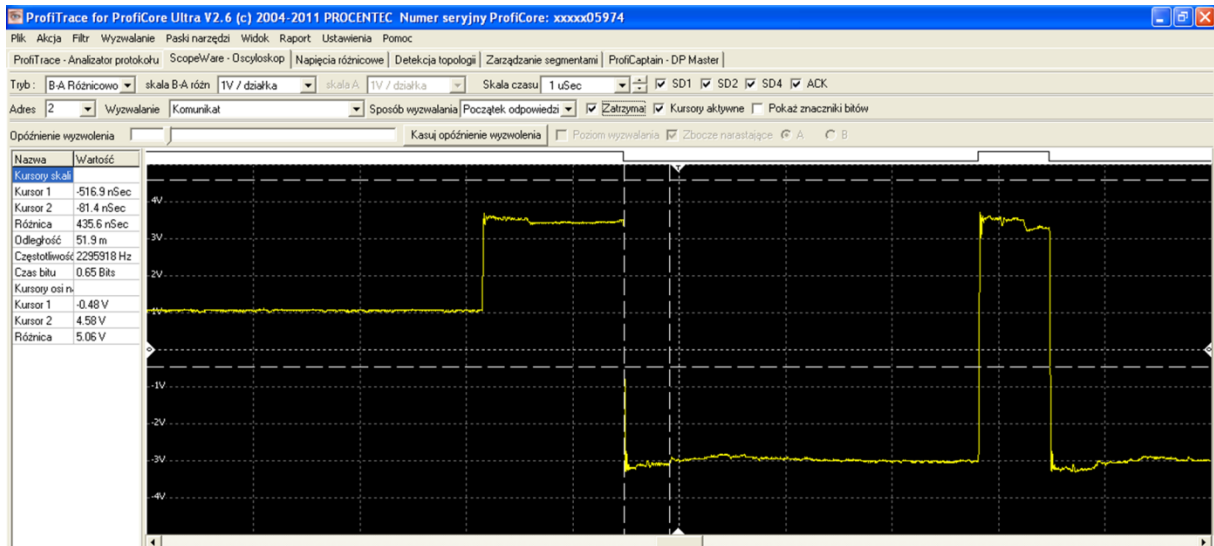 ProfiTrace for ProfiCore Ultra V2.6 (c) 2004-2011 PROCENTEC Numer seryjny ProfiCore: xxxxx05974
Plik Akcja Filtr Wyzwalanie Paski narzędzi Widok Raport Ustawienia Pomoc
ProfiTrace - Analizator protokołu ScopeWare - Oscyloskop Napięcia różnicowe Detekcja topologii Zarządzanie segmentami ProfiCaptain - DP Master
Tryb: B-A Różnicowo skala B-A różn 1V / działka skala A 1V / działka Skala czasu 1 uSec SD1 SD2 SD4 ACK
Adres 2 Wyzwalanie Komunikat Sposób wyzwalania Początek odpowiedzi Zatrzymaj Kursory aktywne Pokaż znaczniki bitów
Opóźnienie wyzwolenia Kasuj opóźnienie wyzwolenia Poziom wyzwalania Zbocze narastające A B
Nazwa Wartość
Kursory skali
Kursor 1 -516.9 nSec
Kursor 2 -81.4 nSec
Różnica 435.6 nSec
Odległość 51.9 m
Częstotliwość 2295918 Hz
Czas bitu 0.65 Bits
Kursory osi n
Kursor 1 -0.48 V
Kursor 2 4.58 V
Różnica 5.06 V
4V
3V
2V
1V
-1V
-2V
-3V
-4V